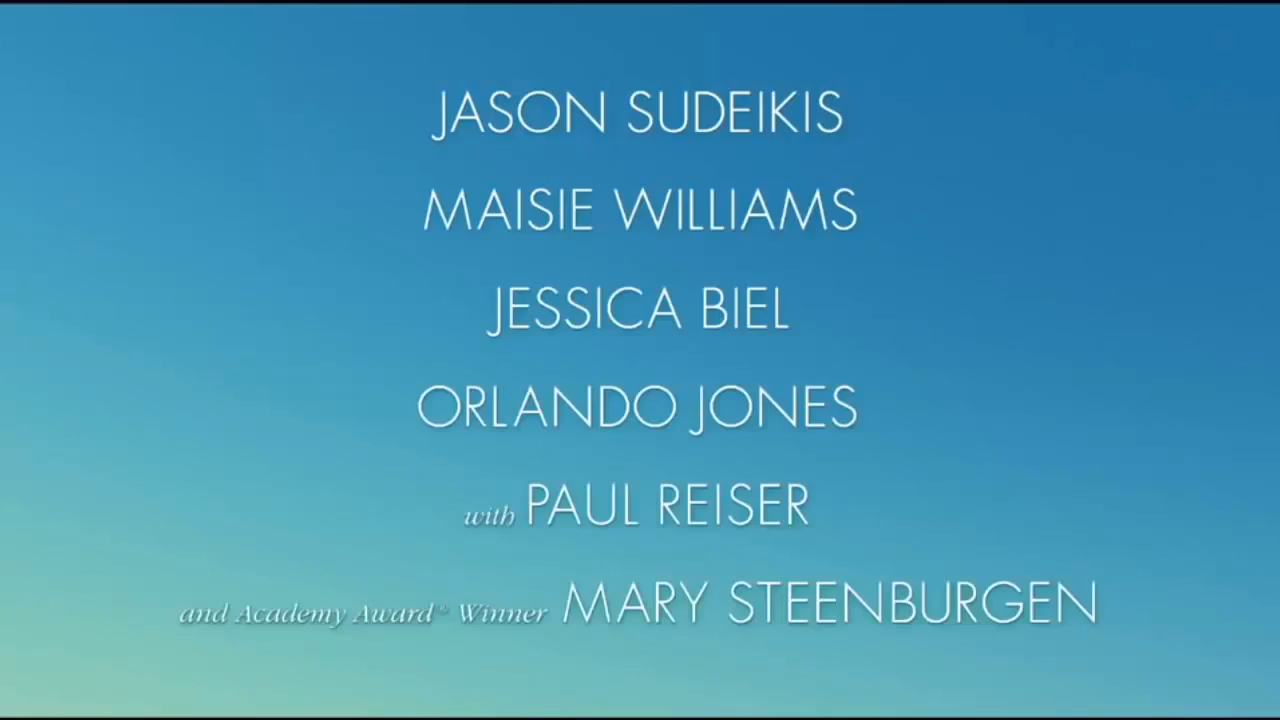 JASON SUDEIKIS
MAISIE WILLIAMS
JESSICA BIEL
ORLANDO JONES
with PAUL REISER
and Academy Award® Winner MARY STEENBURGEN